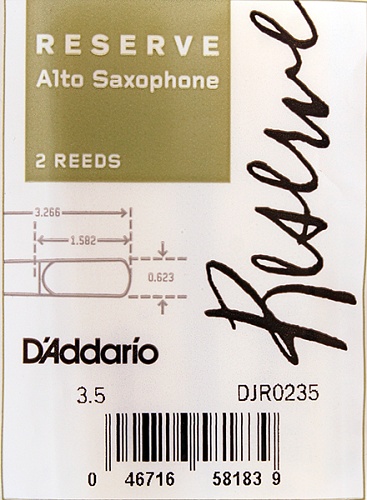 RESERVE
Alto Saxophone
2 REEDS
Reserve
3.266
1.582
0.623
D'Addario
3.5 DJR0235
0 46716 58183 9